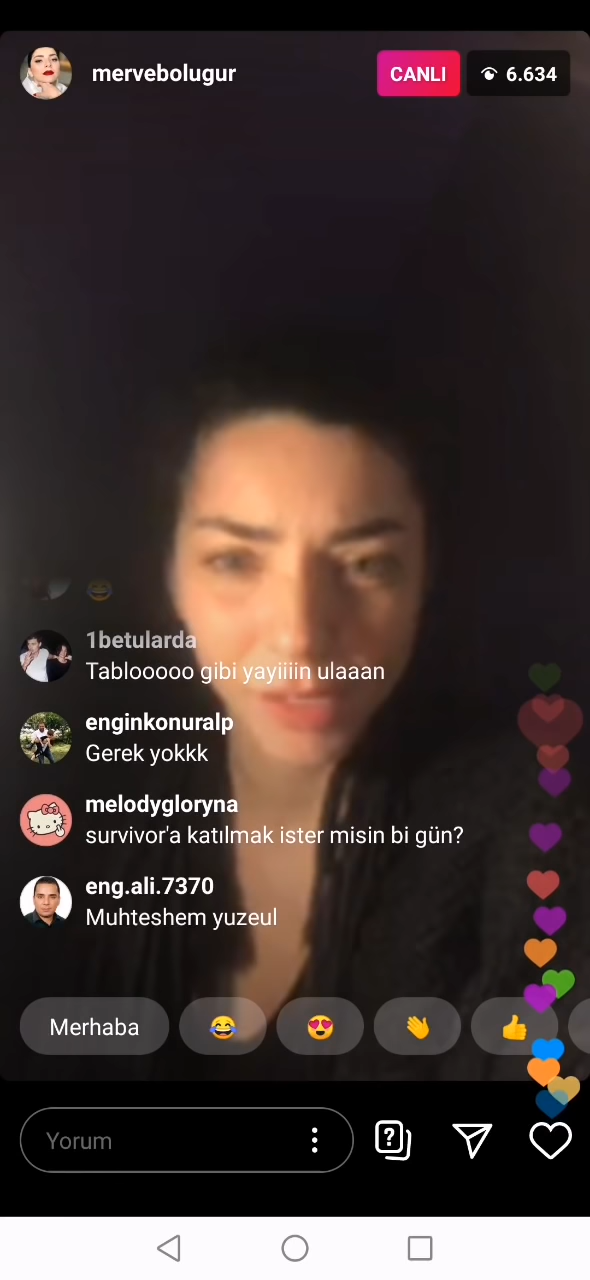 mervebolugur
CANLI
6.634
1betularda
Tablooooo gibi yayiiiin ulaaan
enginkonuralp
Gerek yokkk
melodygloryna
survivor'a katılmak ister misin bi gün?
eng.ali.7370
Muhteshem yuzeul
Merhaba
Yorum